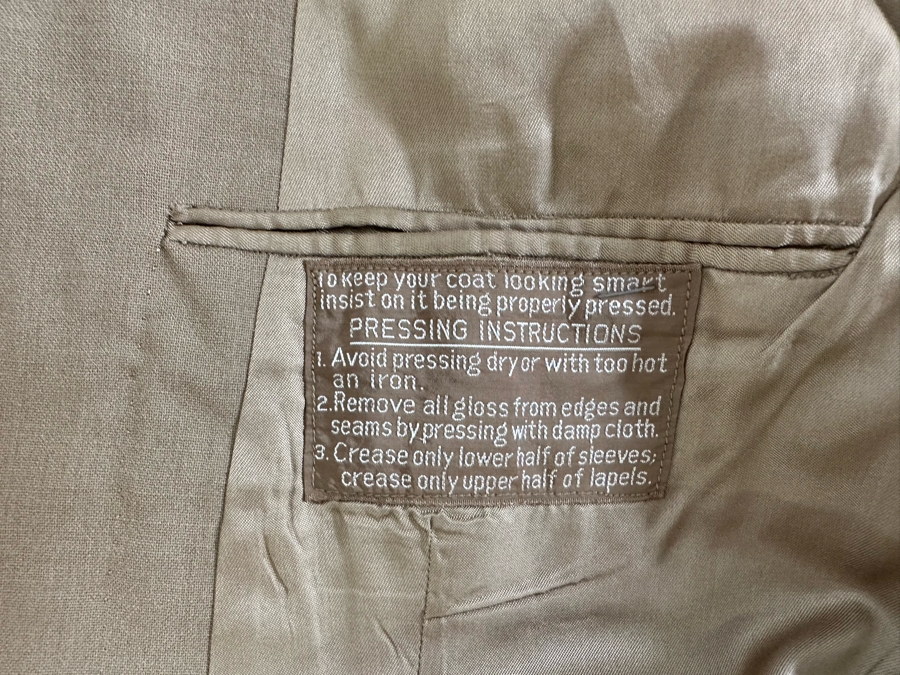 To keep your coat looking smart
insist on it being properly pressed.
PRESSING INSTRUCTIONS
1. Avoid pressing dry or with too hot
an iron.
2. Remove all gloss from edges and
seams by pressing with damp cloth.
3. Crease only lower half of sleeves;
crease only upper half of lapels.